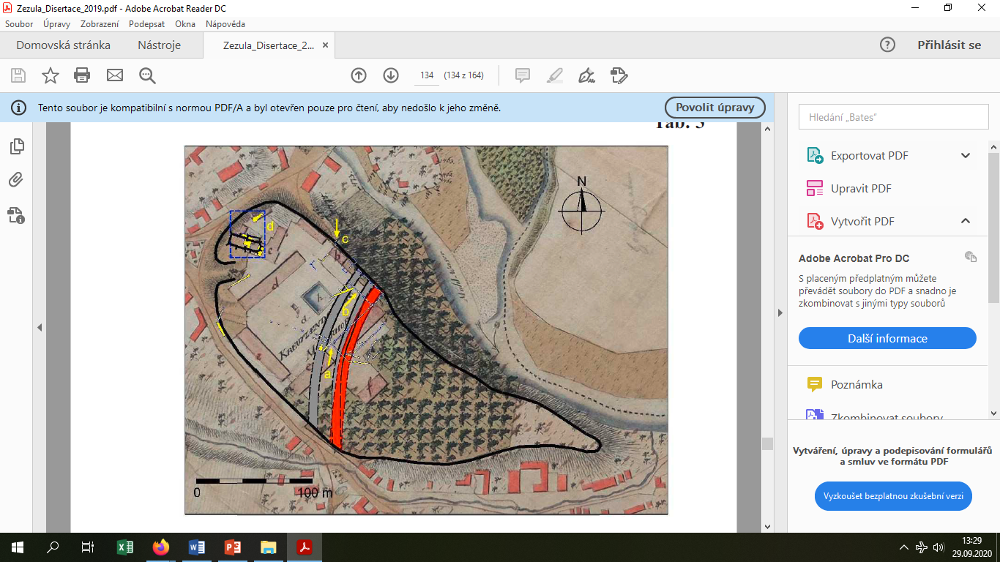 Zezula_Disertace_2019.pdf - Adobe Acrobat Reader DC
Soubor Úpravy Zobrazení Podepsat Okna Nápověda
Domovská stránka Nástroje Zezula_Disertace_2... × Přihlásit se
134 (134 z 164)
Tento soubor je kompatibilní s normou PDF/A a byl otevřen pouze pro čtení, aby nedošlo k jeho změně. Povolit úpravy
Tab. 3
N
d
c
b
a
0 100 m
Hledání „Bates"
Exportovat PDF
Upravit PDF
Vytvořit PDF
Adobe Acrobat Pro DC
S placeným předplatným můžete
převádět soubory do PDF a snadno je
zkombinovat s jinými typy souborů
Další informace
Poznámka
Zkombinovat soubory
Vytváření, úpravy a podepisování formulářů
a smluv ve formátu PDF
Vyzkoušet bezplatnou zkušební verzi
13:29
29.09.2020